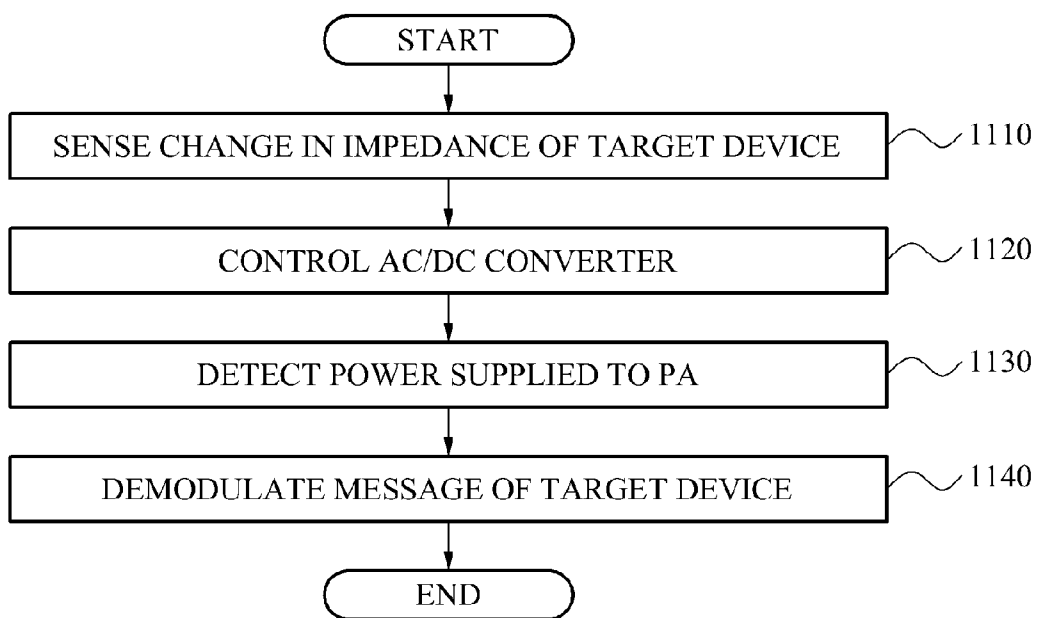 START
SENSE CHANGE IN IMPEDANCE OF TARGET DEVICE
1110
CONTROL AC/DC CONVERTER
1120
DETECT POWER SUPPLIED TO PA
1130
DEMODULATE MESSAGE OF TARGET DEVICE
1140
END